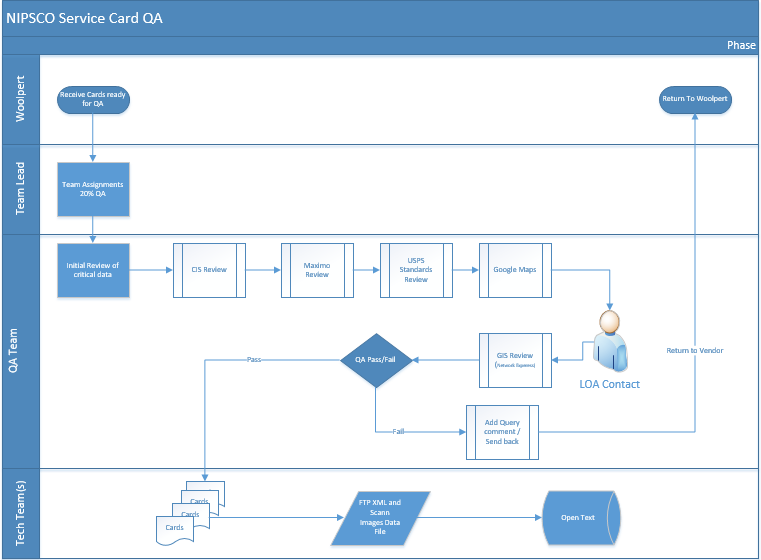 NIPSCO Service Card QA
Phase
Woolpert
Receive Cards ready
for QA
Return To Woolpert
Team Lead
Team Assignments
20% QA
QA Team
Initial Review of
critical data
CIS Review
Maximo
Review
USPS
Standards
Review
Google Maps
LOA Contact
GIS Review
(Network Express)
QA Pass/Fail
Pass
Return to Vendor
Fail
Add Query
comment /
Send back
Tech Team(s)
Cards
Cards
Cards
FTP XML and
Scann
Images Data
File
Open Text